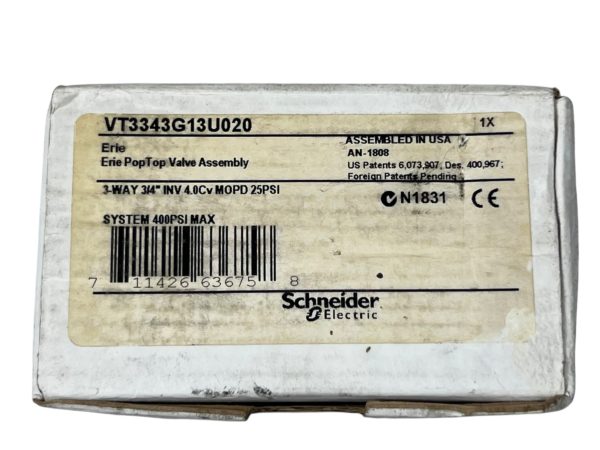 VT3343G13U020
1X
Erie
Erie PopTop Valve Assembly
ASSEMBLED IN USA
AN-1808
US Patents 6,073,907; Des. 400,967;
Foreign Patents Pending
3-WAY 3/4" INV 4.0Cv MOPD 25PSI
N1831 CE
SYSTEM 400PSI MAX
7 11426 63675 8
Schneider
Electric